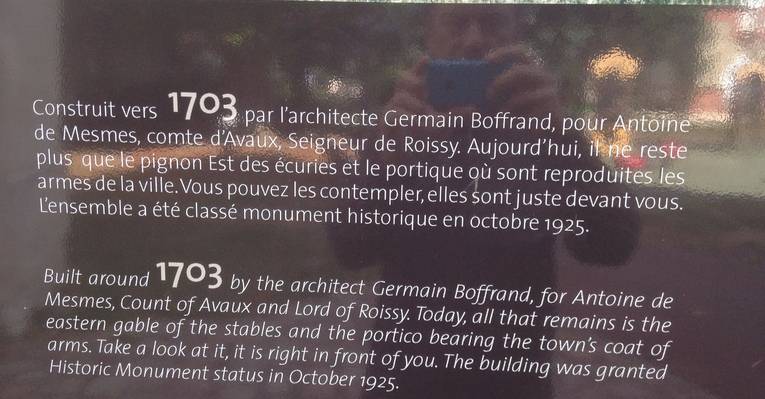 Construit vers 1703 par l'architecte Germain Boffrand, pour Antoine
de Mesmes, comte d'Avaux, Seigneur de Roissy. Aujourd'hui, il ne reste
plus que le pignon Est des écuries et le portique où sont reproduites les
armes de la ville. Vous pouvez les contempler, elles sont juste devant vous.
L'ensemble a été classé monument historique en octobre 1925.
Built around 1703 by the architect Germain Boffrand, for Antoine de
Mesmes, Count of Avaux and Lord of Roissy. Today, all that remains is the
eastern gable of the stables and the portico bearing the town's coat of
arms. Take a look at it, it is right in front of you. The building was granted
Historic Monument status in October 1925.